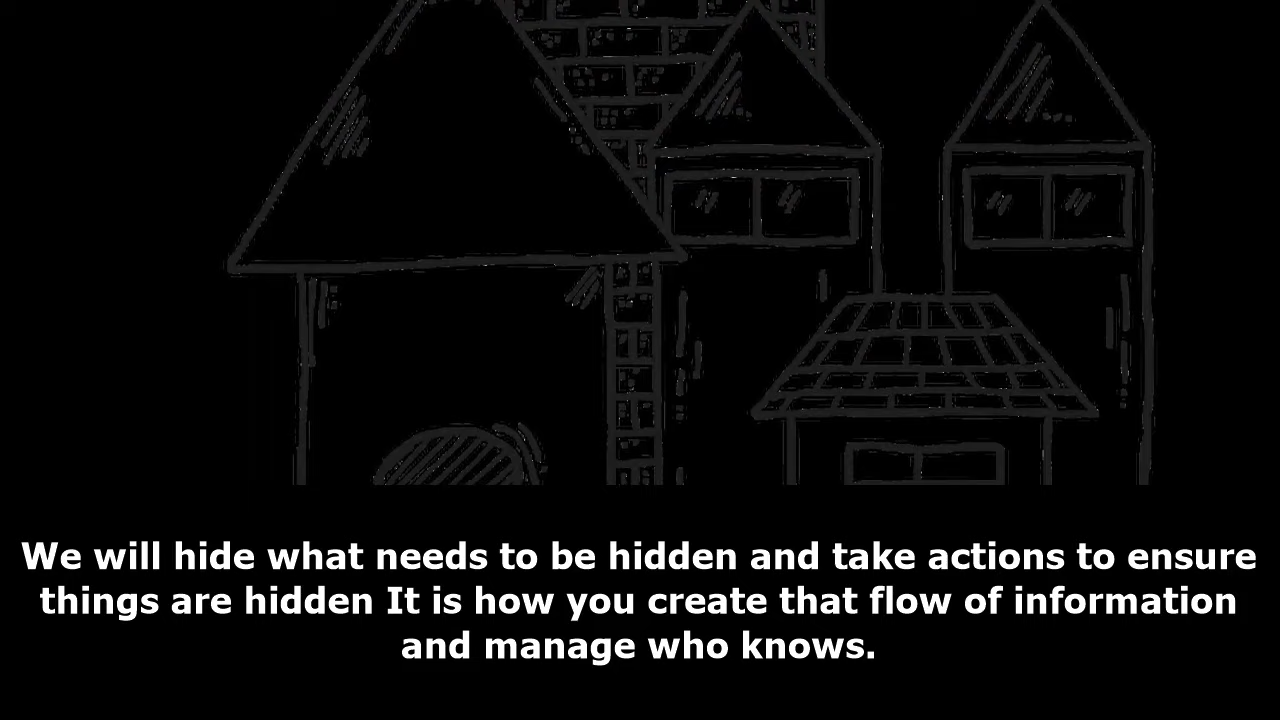 We will hide what needs to be hidden and take actions to ensure
things are hidden It is how you create that flow of information
and manage who knows.